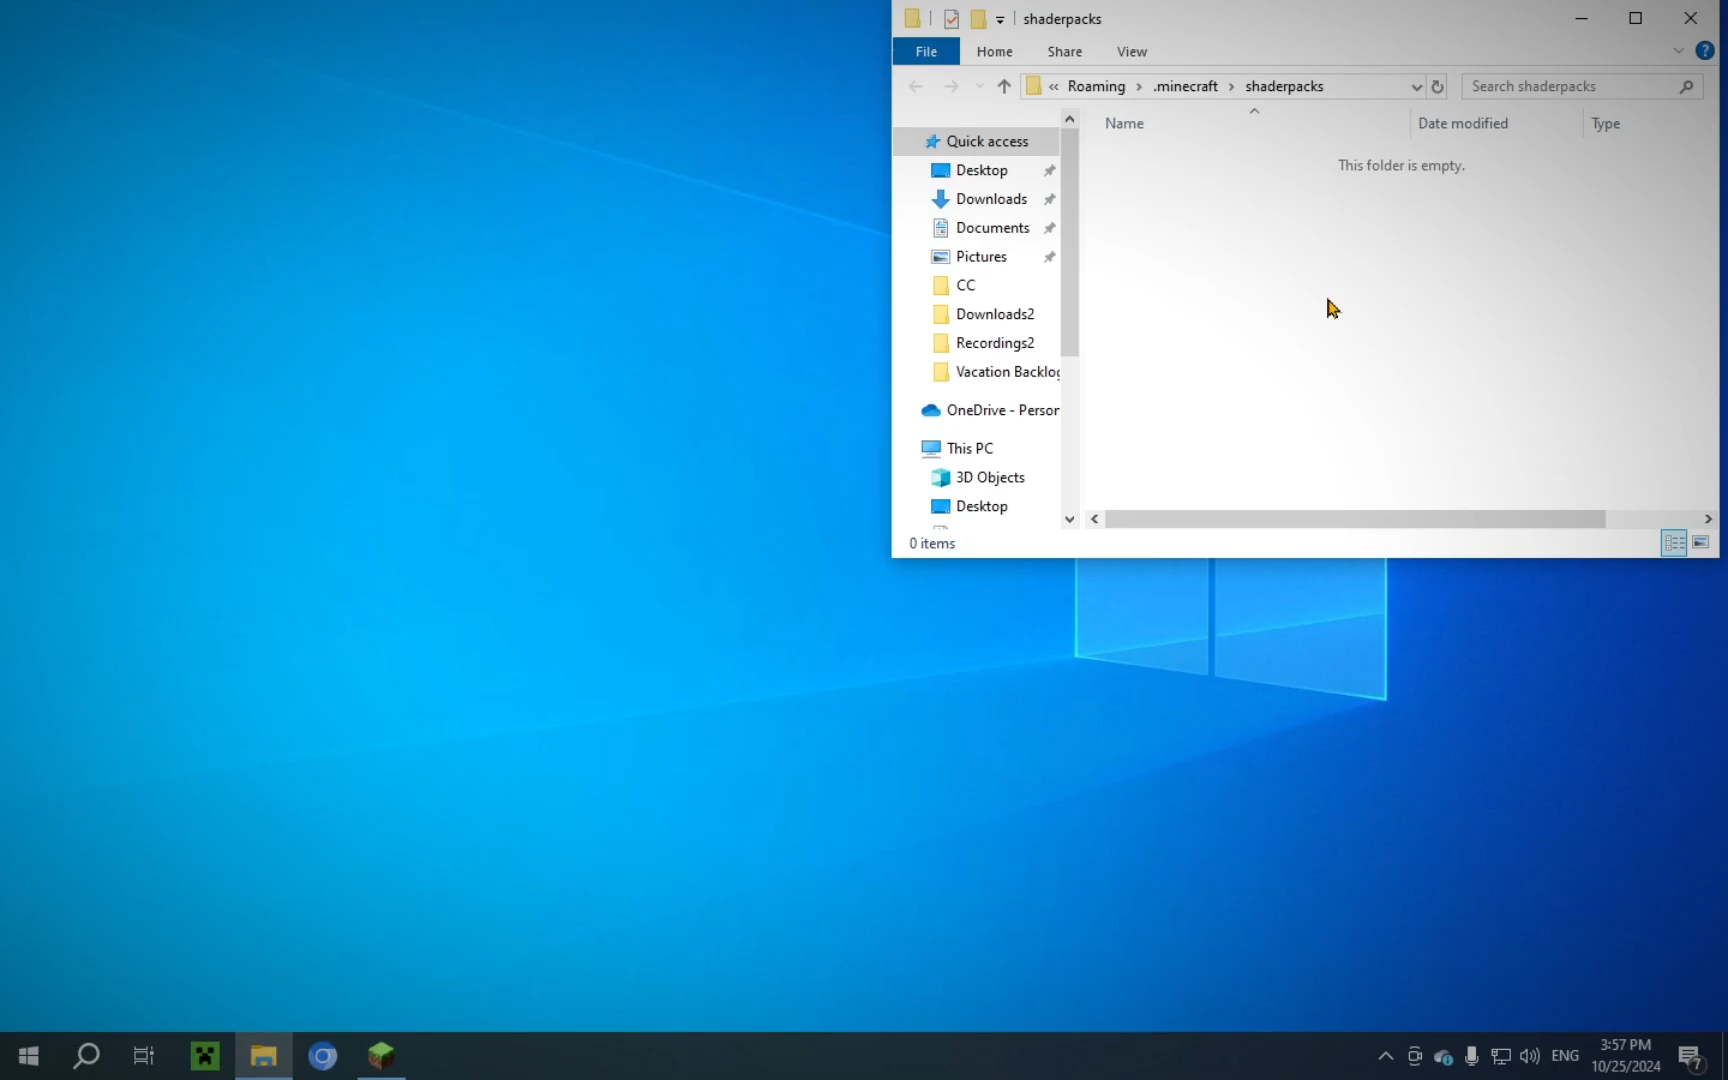 shaderpacks
File Home Share View
« Roaming › .minecraft › shaderpacks
Search shaderpacks
Name Date modified Type
This folder is empty.
Quick access
Desktop
Downloads
Documents
Pictures
CC
Downloads2
Recordings2
Vacation Backlog
OneDrive - Person
This PC
3D Objects
Desktop
0 items
ENG
3:57 PM
10/25/2024
7